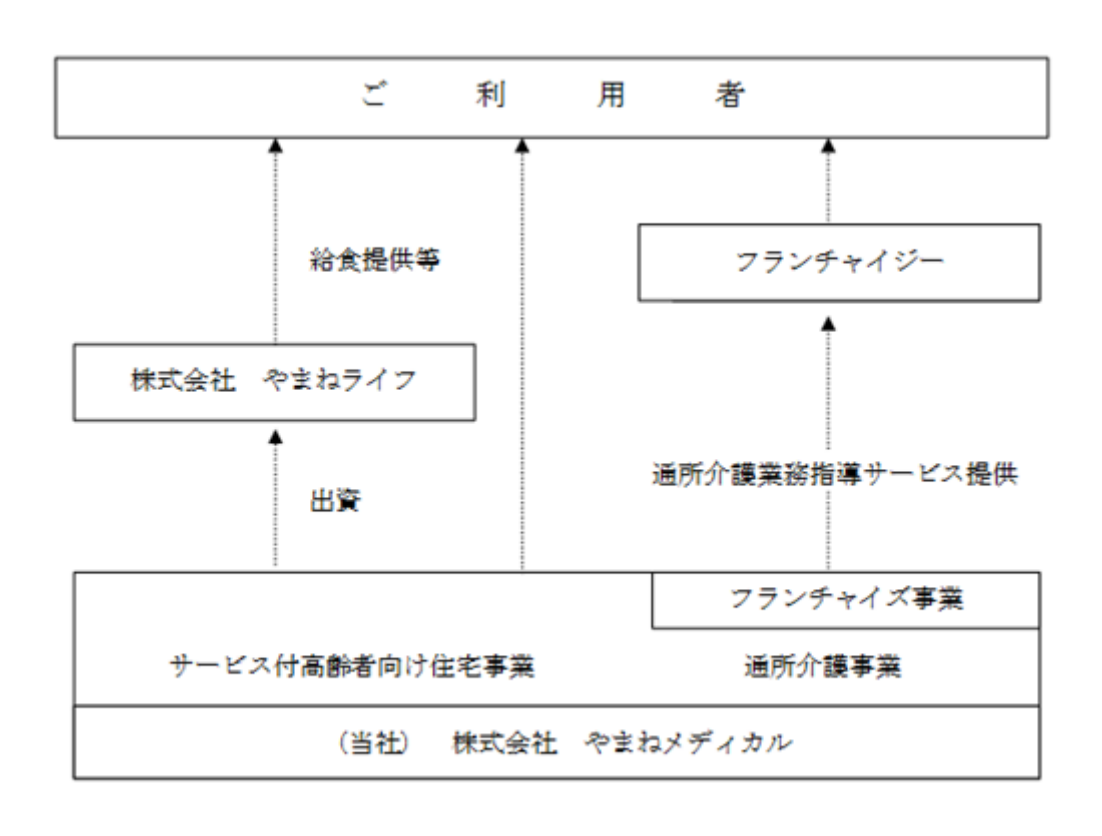 ご　利　用　者
給食提供等
フランチャイジー
株式会社　やまねライフ
通所介護業務指導サービス提供
出資
フランチャイズ事業
サービス付高齢者向け住宅事業　通所介護事業
(当社)　株式会社　やまねメディカル